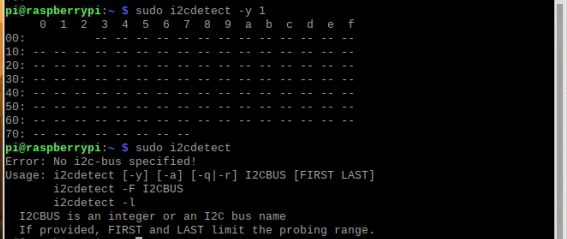 pi@raspberrypi:~ $ sudo i2cdetect -y 1
     0  1  2  3  4  5  6  7  8  9  a  b  c  d  e  f
00:          -- -- -- -- -- -- -- -- -- -- -- -- --
10: -- -- -- -- -- -- -- -- -- -- -- -- -- -- -- --
20: -- -- -- -- -- -- -- -- -- -- -- -- -- -- -- --
30: -- -- -- -- -- -- -- -- -- -- -- -- -- -- -- --
40: -- -- -- -- -- -- -- -- -- -- -- -- -- -- -- --
50: -- -- -- -- -- -- -- -- -- -- -- -- -- -- -- --
60: -- -- -- -- -- -- -- -- -- -- -- -- -- -- -- --
70: -- -- -- -- -- -- -- --
pi@raspberrypi:~ $ sudo i2cdetect
Error: No i2c-bus specified!
Usage: i2cdetect [-y] [-a] [-q|-r] I2CBUS [FIRST LAST]
       i2cdetect -F I2CBUS
       i2cdetect -l
  I2CBUS is an integer or an I2C bus name
  If provided, FIRST and LAST limit the probing range.